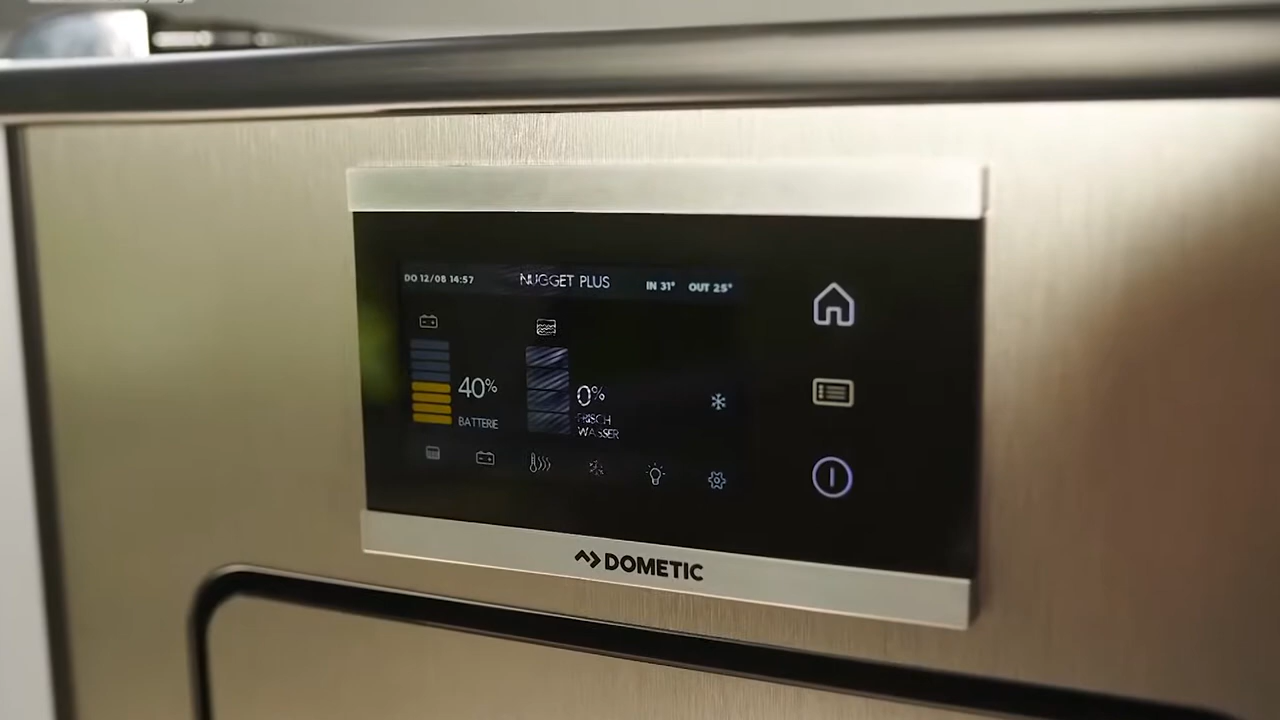 DO 12/08 14:57 NUGGET PLUS IN 31° OUT 25°
40%
BATTERIE
0%
FRISCH
WASSER
DOMETIC